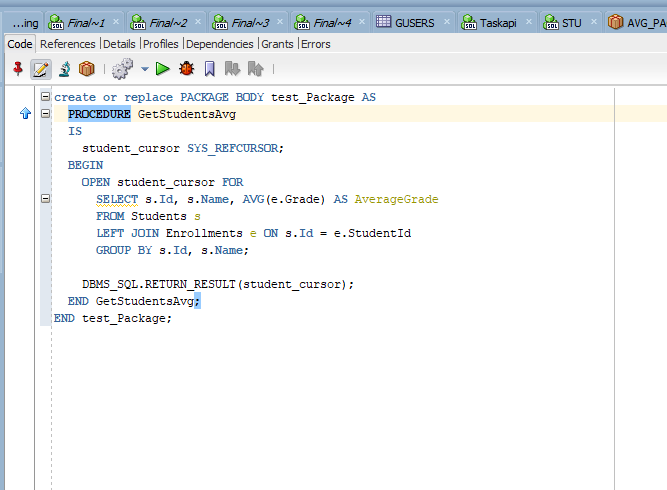 ...ing Final~1 Final~2 Final~3 Final~4 GUSERS Taskapi STU AVG_PA
Code References Details Profiles Dependencies Grants Errors
create or replace PACKAGE BODY test_Package AS
PROCEDURE GetStudentsAvg
IS
student_cursor SYS_REFCURSOR;
BEGIN
OPEN student_cursor FOR
SELECT s.Id, s.Name, AVG(e.Grade) AS AverageGrade
FROM Students s
LEFT JOIN Enrollments e ON s.Id = e.StudentId
GROUP BY s.Id, s.Name;
DBMS_SQL.RETURN_RESULT(student_cursor);
END GetStudentsAvg;
END test_Package;